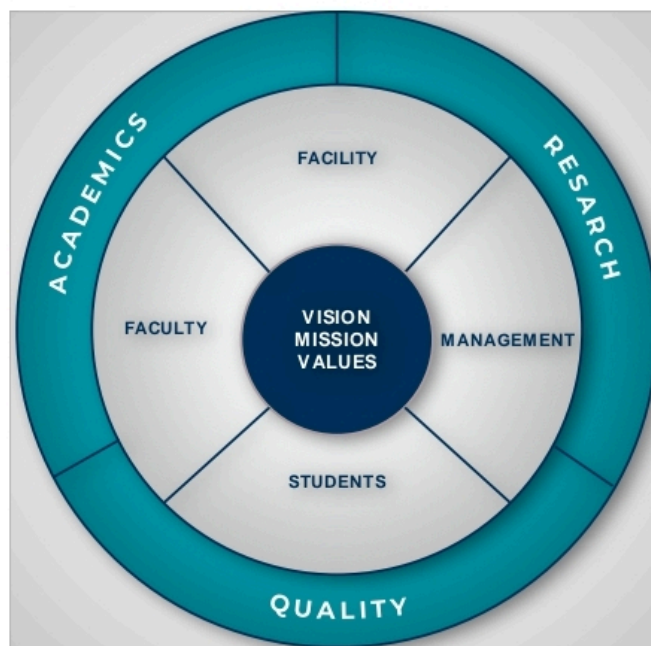 ACADEMICS
RESARCH
FACILITY
FACULTY
VISION
MISSION
VALUES
MANAGEMENT
STUDENTS
QUALITY